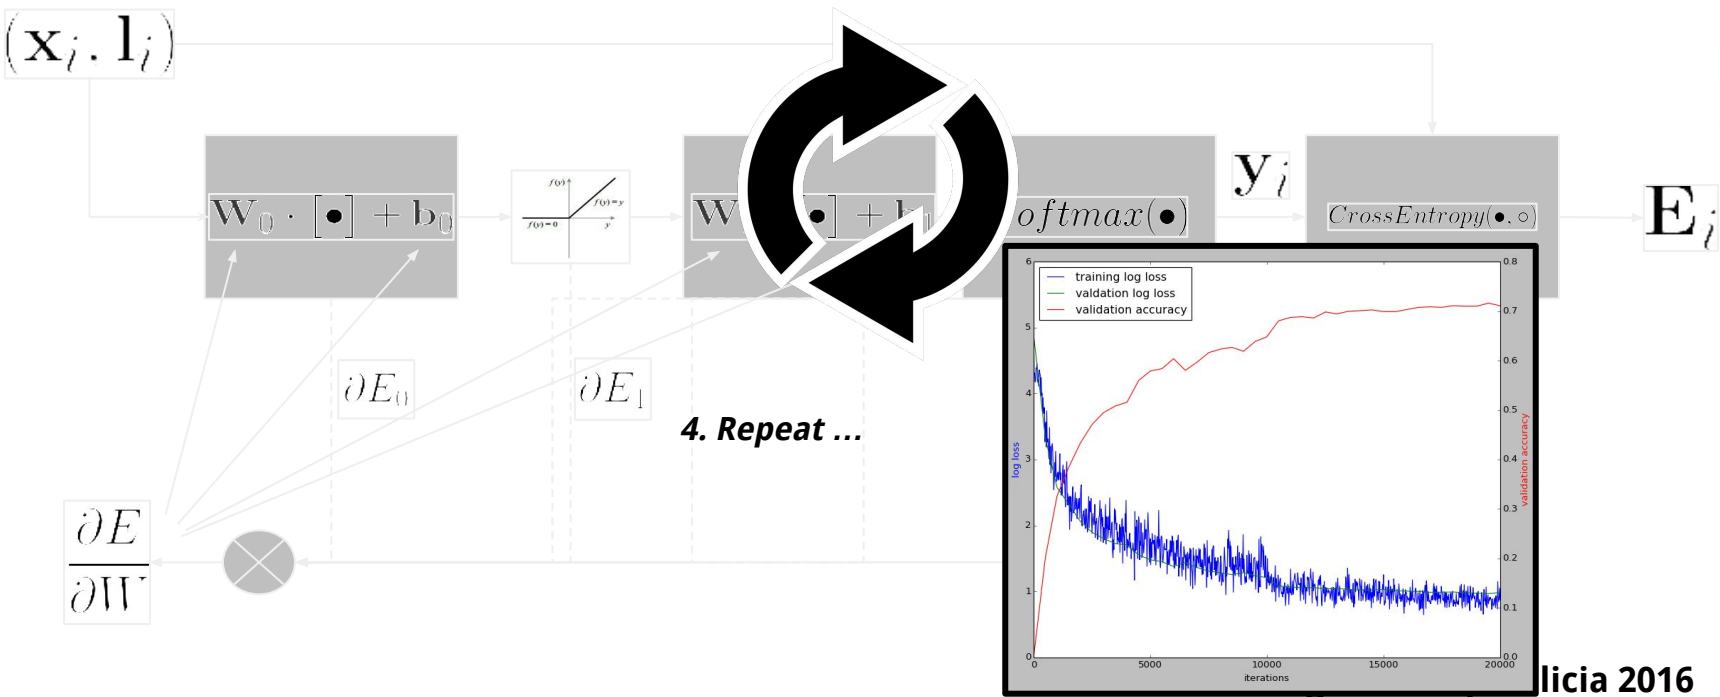 (x_i. l_i)
W_0 · [•] + b_0
f(y)
f(y)=y
f(y)=0
y
W •] + b_1
oftmax(•)
y_i
CrossEntropy(•, ○)
E_i
∂E_0
∂E_1
4. Repeat ...
∂E
∂W
training log loss
valdation log loss
validation accuracy
6
5
4
3
2
1
0
log loss
0.8
0.7
0.6
0.5
0.4
0.3
0.2
0.1
0.0
validation accuracy
0 5000 10000 15000 20000
iterations
licia 2016